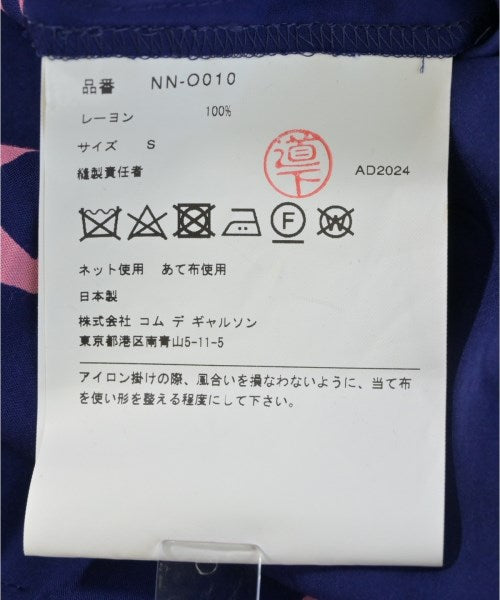 品番 NN-O010
レーヨン 100%
サイズ S
縫製責任者 道下 AD2024
F W
ネット使用 あて布使用
日本製
株式会社 コム デ ギャルソン
東京都港区南青山5-11-5
アイロン掛けの際、風合いを損なわないように、当て布
を使い形を整える程度にして下さい。